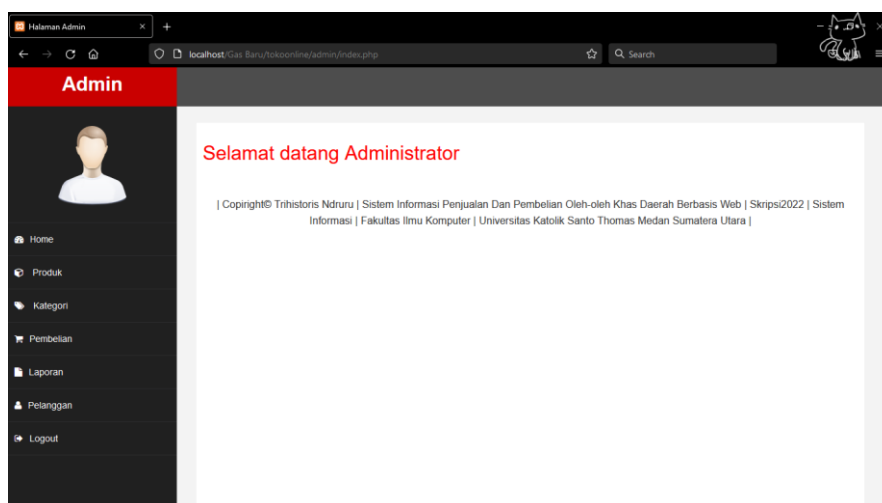 Halaman Admin
localhost/Gas Baru/tokoonline/admin/index.php
Search
Admin
Selamat datang Administrator
| Copiright© Trihistoris Ndruru | Sistem Informasi Penjualan Dan Pembelian Oleh-oleh Khas Daerah Berbasis Web | Skripsi2022 | Sistem
Informasi | Fakultas Ilmu Komputer | Universitas Katolik Santo Thomas Medan Sumatera Utara |
Home
Produk
Kategori
Pembelian
Laporan
Pelanggan
Logout